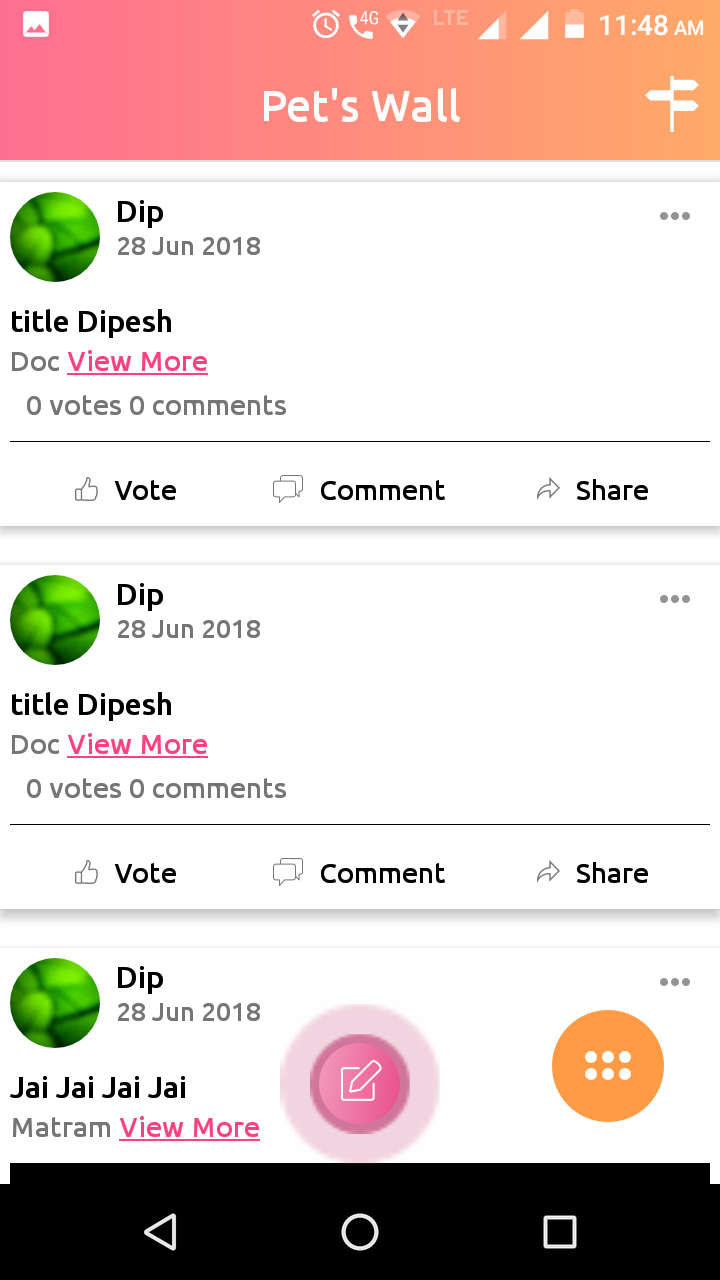 4G LTE 11:48 AM
Pet's Wall
Dip
28 Jun 2018
title Dipesh
Doc View More
0 votes 0 comments
Vote Comment Share
Dip
28 Jun 2018
title Dipesh
Doc View More
0 votes 0 comments
Vote Comment Share
Dip
28 Jun 2018
Jai Jai Jai Jai
Matram View More